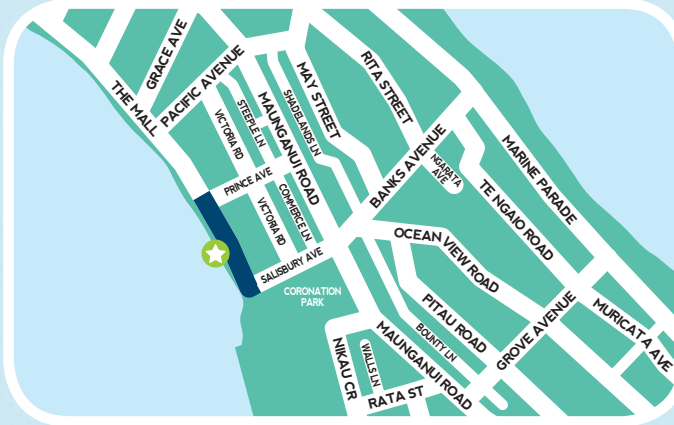 GRACE AVE
THE MALL
PACIFIC AVENUE
VICTORIA RD
STEEPLE LN
MAUNGANUI ROAD
SHADELANDS LN
MAY STREET
RITA STREET
BANKS AVENUE
NGARATA
AVE
MARINE PARADE
TE NGAIO ROAD
PRINCE AVE
VICTORIA RD
COMMERCE LN
SALISBURY AVE
CORONATION
PARK
OCEAN VIEW ROAD
PITAU ROAD
BOUNTY LN
GROVE AVENUE
MURICATA AVE
NIKAU CR
WALLS LN
MAUNGANUI ROAD
RATA ST